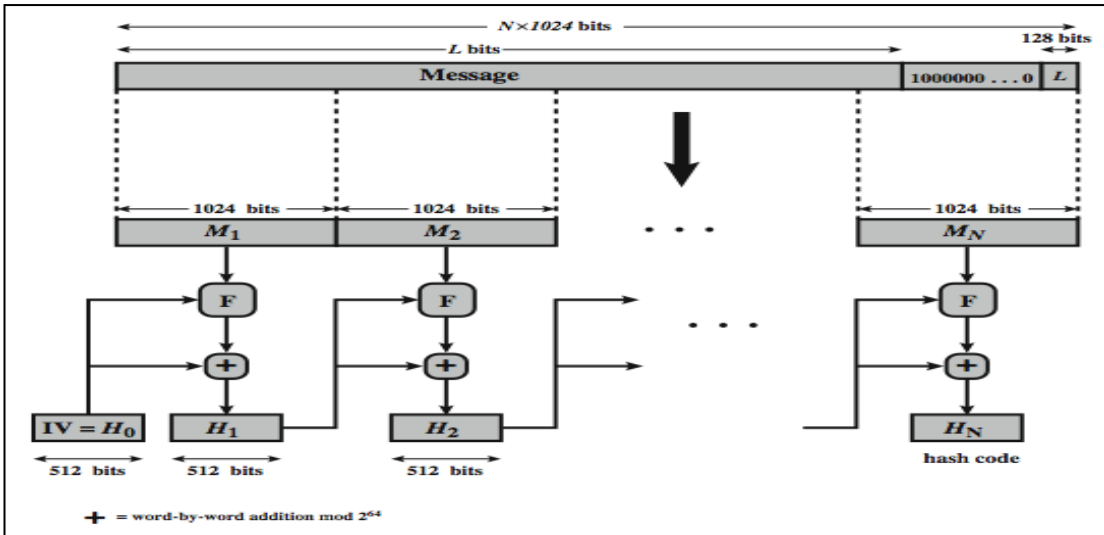 N×1024 bits
L bits
128 bits
Message
1000000 . . . 0
L
1024 bits
1024 bits
1024 bits
M1
M2
. . .
MN
F
F
F
. . .
+
+
+
IV = H0
H1
H2
HN
512 bits
512 bits
512 bits
hash code
+ = word-by-word addition mod 2^64